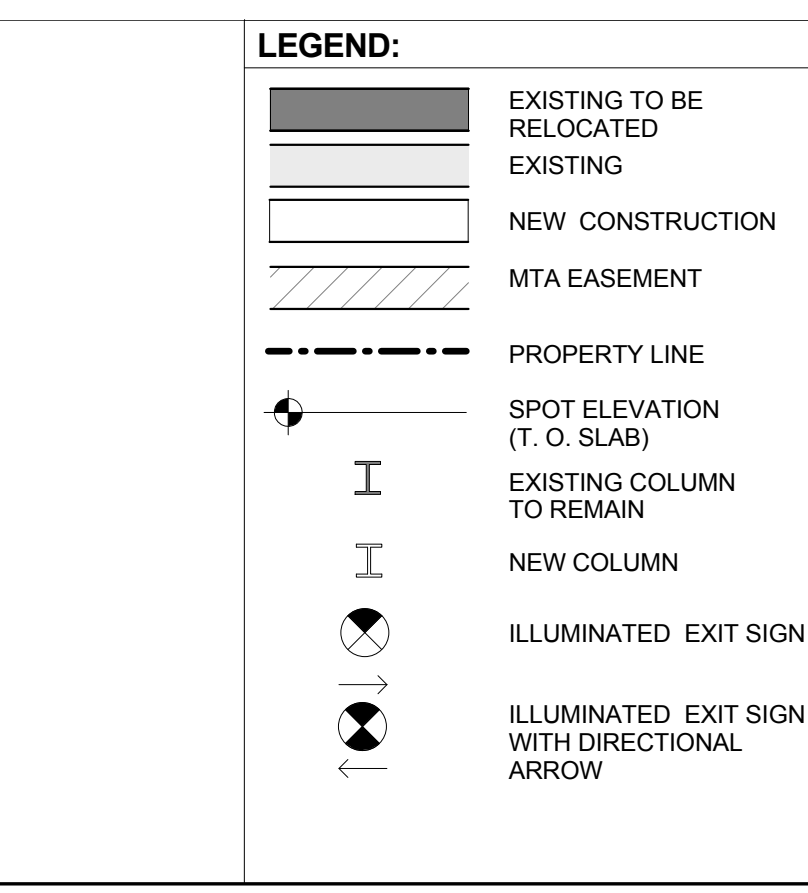 LEGEND:
EXISTING TO BE
RELOCATED
EXISTING
NEW CONSTRUCTION
MTA EASEMENT
PROPERTY LINE
SPOT ELEVATION
(T. O. SLAB)
EXISTING COLUMN
TO REMAIN
NEW COLUMN
ILLUMINATED EXIT SIGN
ILLUMINATED EXIT SIGN
WITH DIRECTIONAL
ARROW